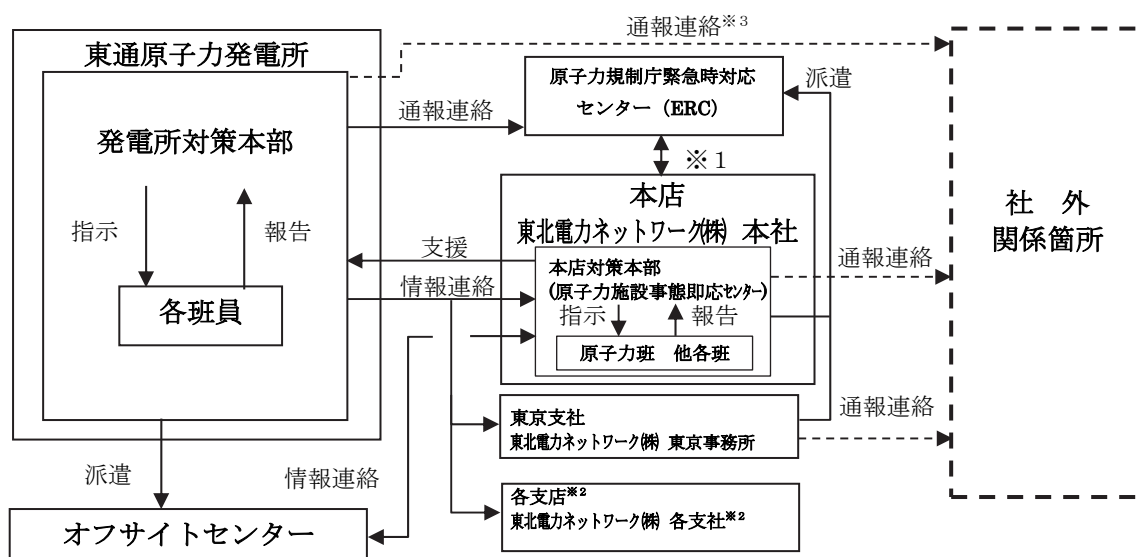 通報連絡※3
東通原子力発電所
原子力規制庁緊急時対応
センター（ERC）
派遣
通報連絡
発電所対策本部
※１
本店
東北電力ネットワーク㈱ 本社
社　外
関係箇所
指示
報告
支援
通報連絡
本店対策本部
(原子力施設事態即応センター)
情報連絡
各班員
指示
報告
原子力班　他各班
東京支社
東北電力ネットワーク㈱ 東京事務所
通報連絡
派遣
情報連絡
各支店※2
東北電力ネットワーク㈱ 各支社※2
オフサイトセンター